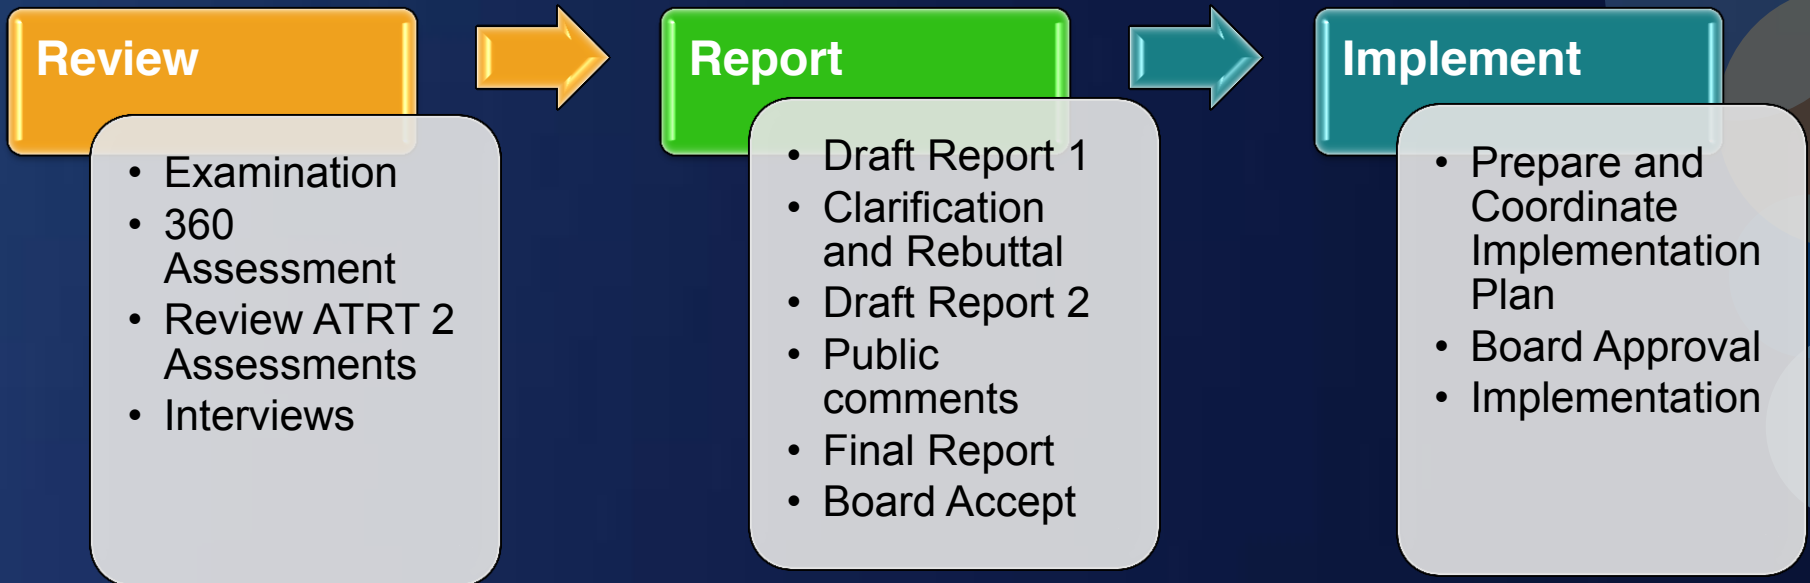 Review
• Examination
• 360
Assessment
• Review ATRT 2
Assessments
• Interviews
Report
• Draft Report 1
• Clarification
and Rebuttal
• Draft Report 2
• Public
comments
• Final Report
• Board Accept
Implement
• Prepare and
Coordinate
Implementation
Plan
• Board Approval
• Implementation